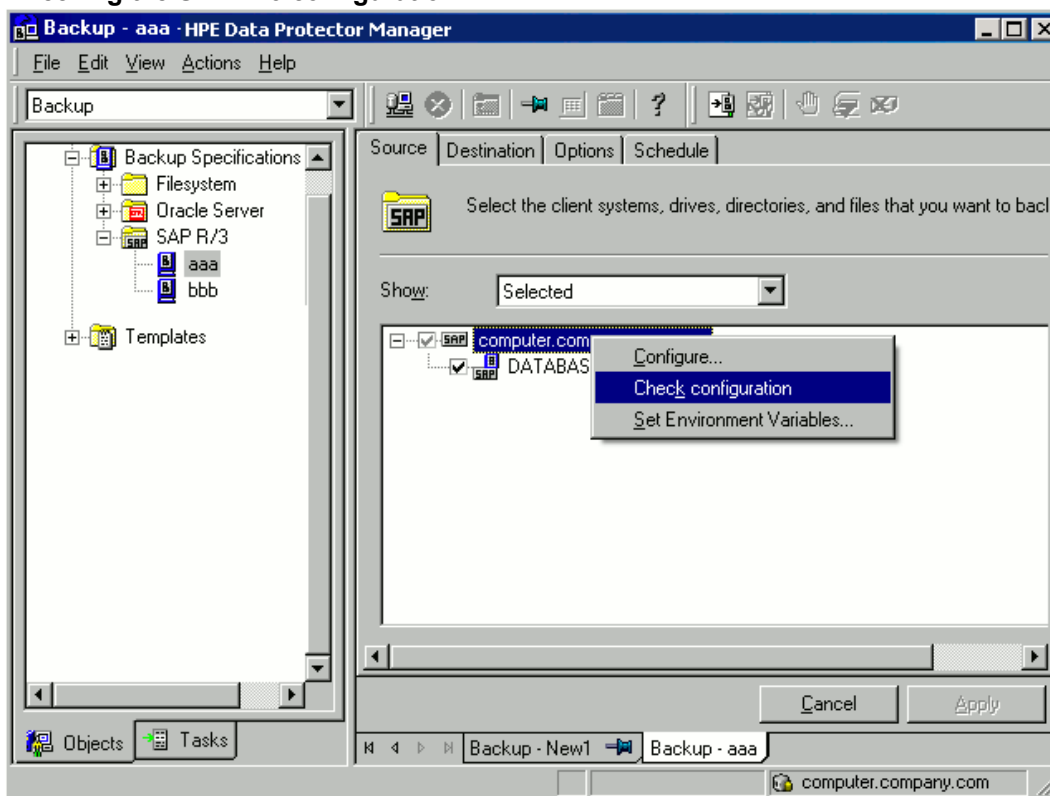 Backup - aaa - HPE Data Protector Manager
File Edit View Actions Help
Backup
Backup Specifications
Filesystem
Oracle Server
SAP R/3
aaa
bbb
Templates
Objects
Tasks
Source
Destination
Options
Schedule
SAP
Select the client systems, drives, directories, and files that you want to bacl
Show:
Selected
SAP computer.com
SAP DATABAS
Configure...
Check configuration
Set Environment Variables...
Cancel
Apply
Backup - New1
Backup - aaa
computer.company.com